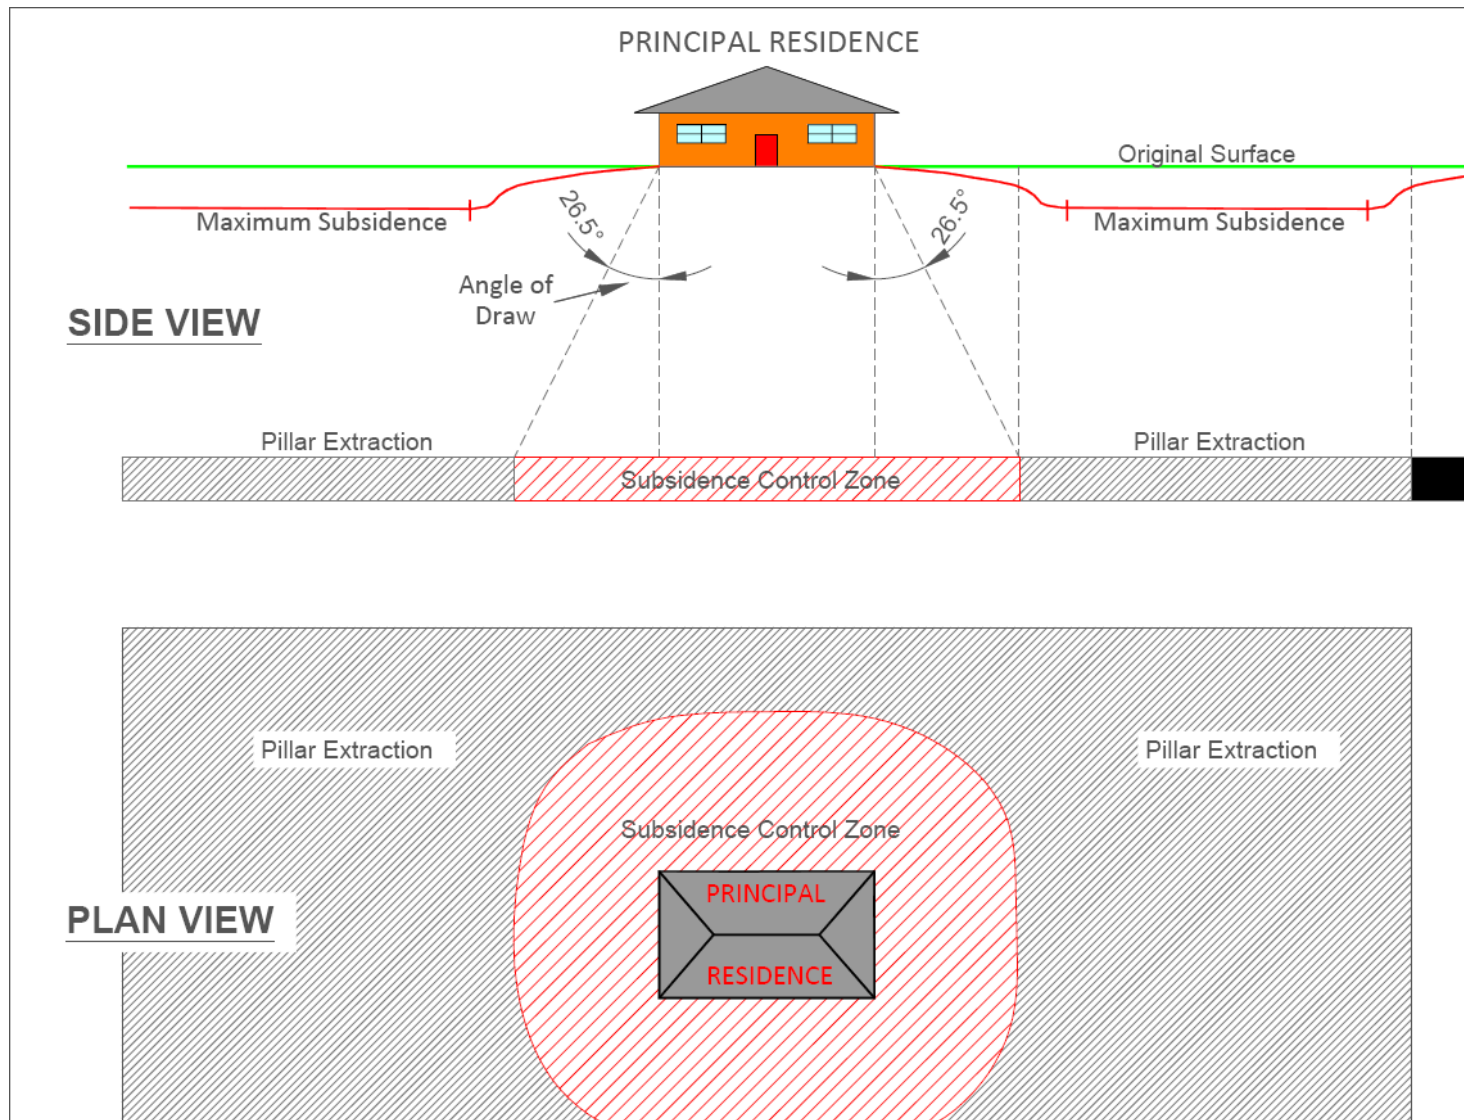 PRINCIPAL RESIDENCE
Original Surface
Maximum Subsidence
26.5°
26.5°
Maximum Subsidence
Angle of
Draw
SIDE VIEW
Pillar Extraction
Subsidence Control Zone
Pillar Extraction
Pillar Extraction
Pillar Extraction
Subsidence Control Zone
PRINCIPAL
PLAN VIEW
RESIDENCE